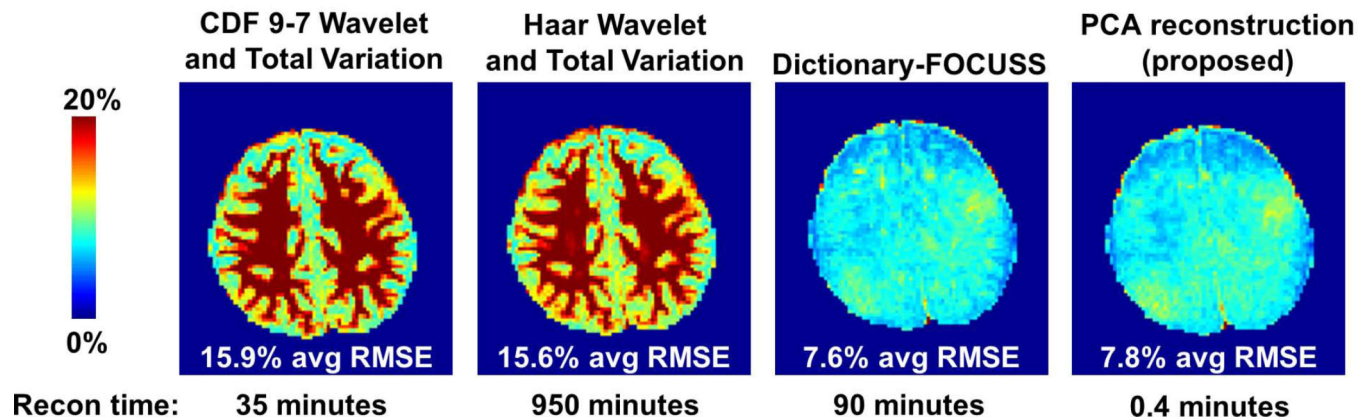 CDF 9-7 Wavelet
and Total Variation
Haar Wavelet
and Total Variation
Dictionary-FOCUSS
PCA reconstruction
(proposed)
20%
0%
15.9% avg RMSE
15.6% avg RMSE
7.6% avg RMSE
7.8% avg RMSE
Recon time: 35 minutes 950 minutes 90 minutes 0.4 minutes